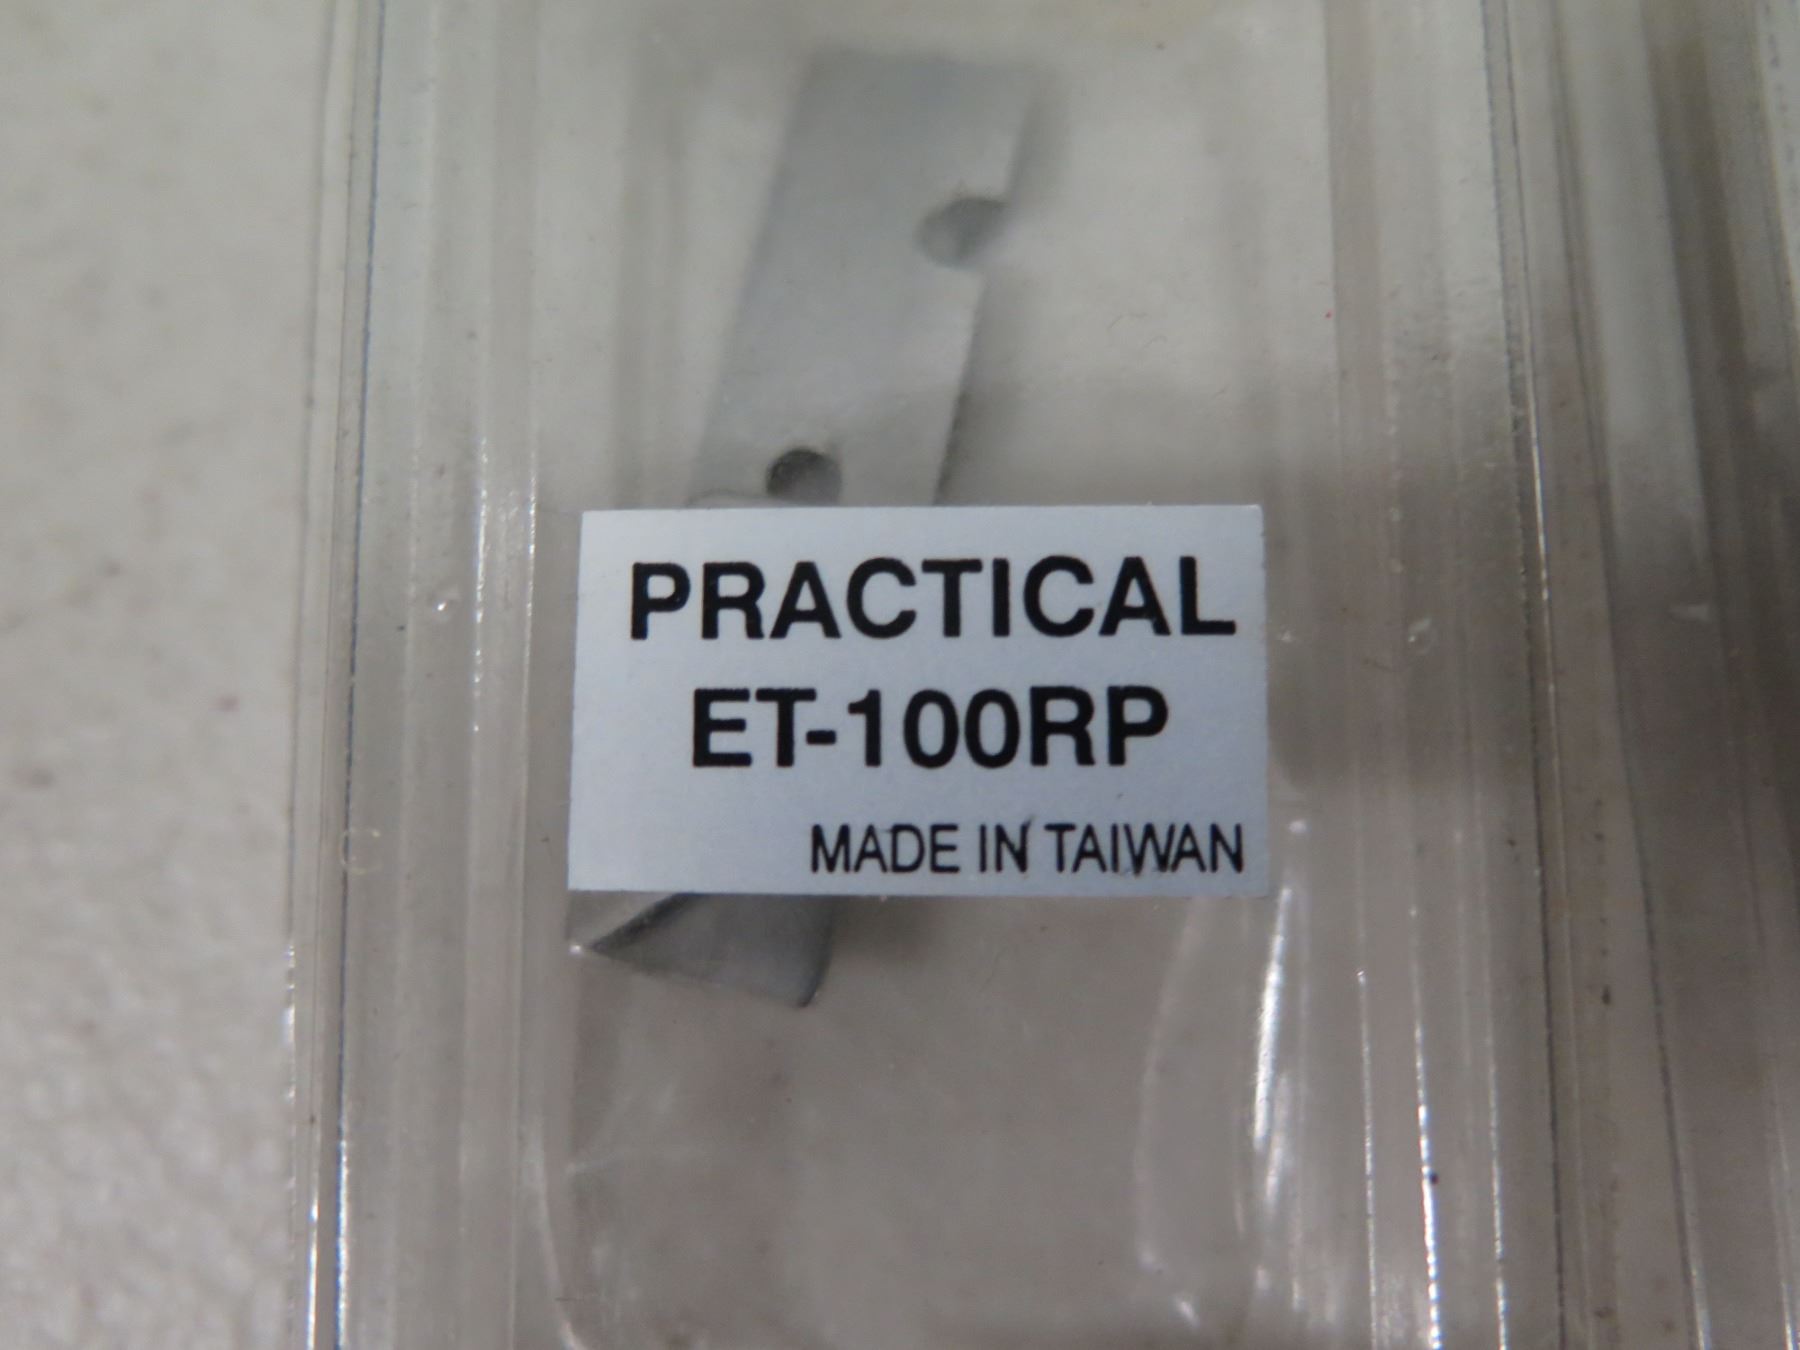 PRACTICAL
ET-100RP
MADE IN TAIWAN